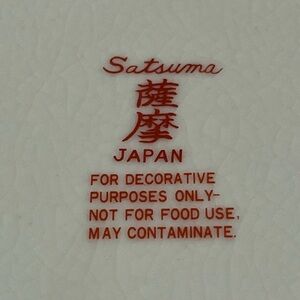 Satsuma
薩
摩
JAPAN
FOR DECORATIVE
PURPOSES ONLY-
NOT FOR FOOD USE,
MAY CONTAMINATE.